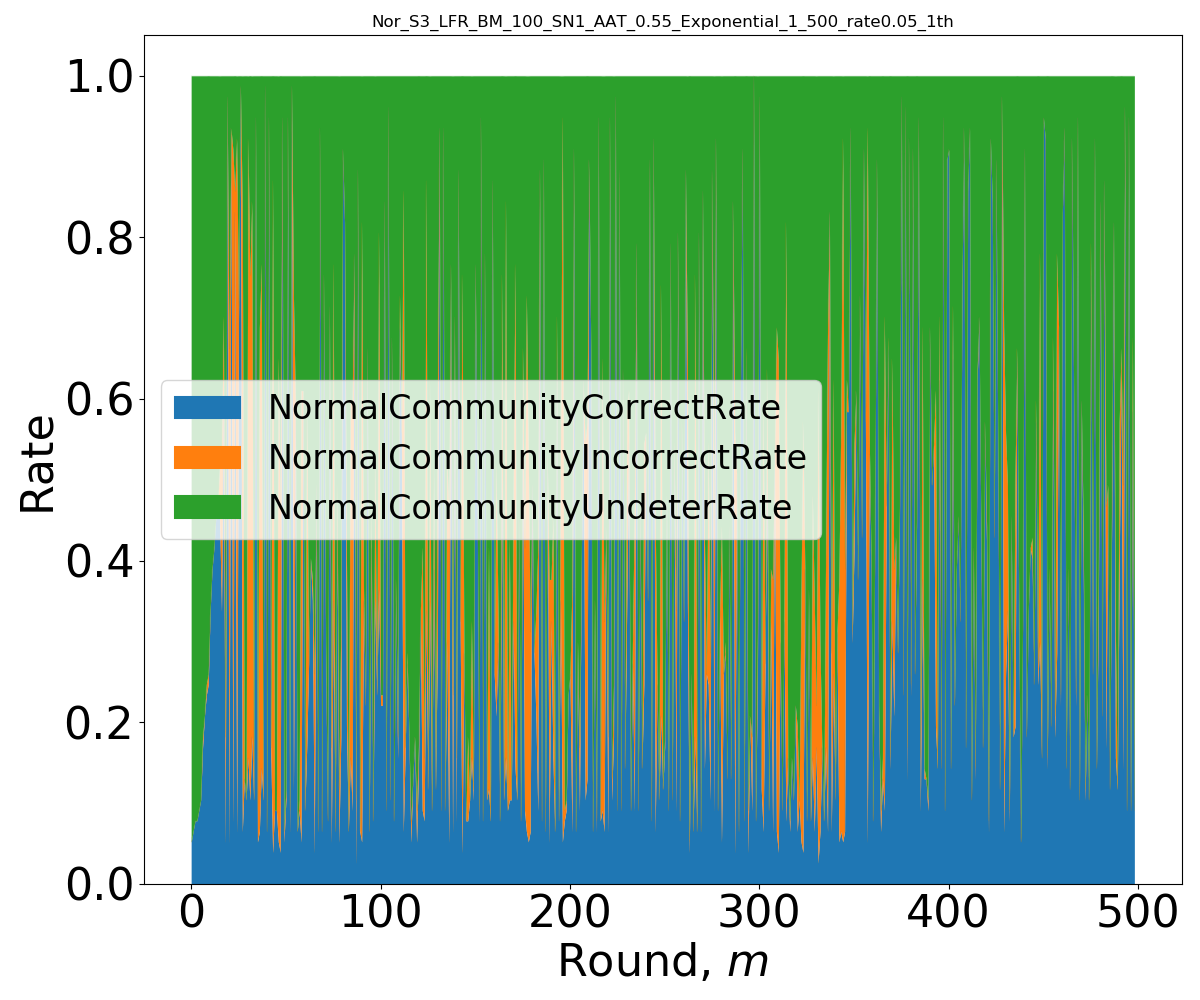 Nor_S3_LFR_BM_100_SN1_AAT_0.55_Exponential_1_500_rate0.05_1th
1.0
0.8
0.6
0.4
0.2
0.0
Rate
NormalCommunityCorrectRate
NormalCommunityIncorrectRate
NormalCommunityUndeterRate
0 100 200 300 400 500
Round, m